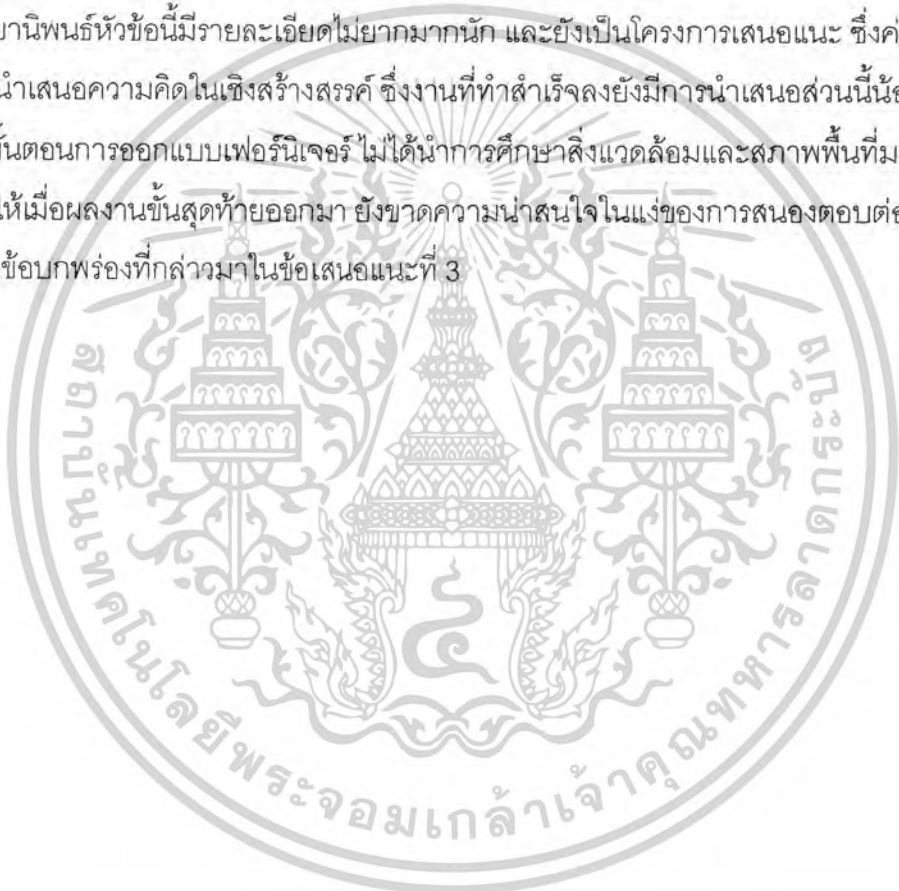 ยานิพนธ์หัวข้อนี้มีรายละเอียดไม่ยากมากนัก และยังเป็นโครงการเสนอแนะ ซึ่งค่
นำเสนอความคิดในเชิงสร้างสรรค์ ซึ่งงานที่ทำสำเร็จลงยังมีการนำเสนอส่วนนี้น้อ
ขั้นตอนการออกแบบเฟอร์นิเจอร์ ไม่ได้นำการศึกษาสิ่งแวดล้อมและสภาพพื้นที่ม
ให้เมื่อผลงานขั้นสุดท้ายออกมา ยังขาดความน่าสนใจในแง่ของการสนองตอบต่อ
ข้อบกพร่องที่กล่าวมาในข้อเสนอแนะที่ 3
สถาบันเทคโนโลยีพระจอมเกล้าเจ้าคุณทหารลาดกระบัง
๔